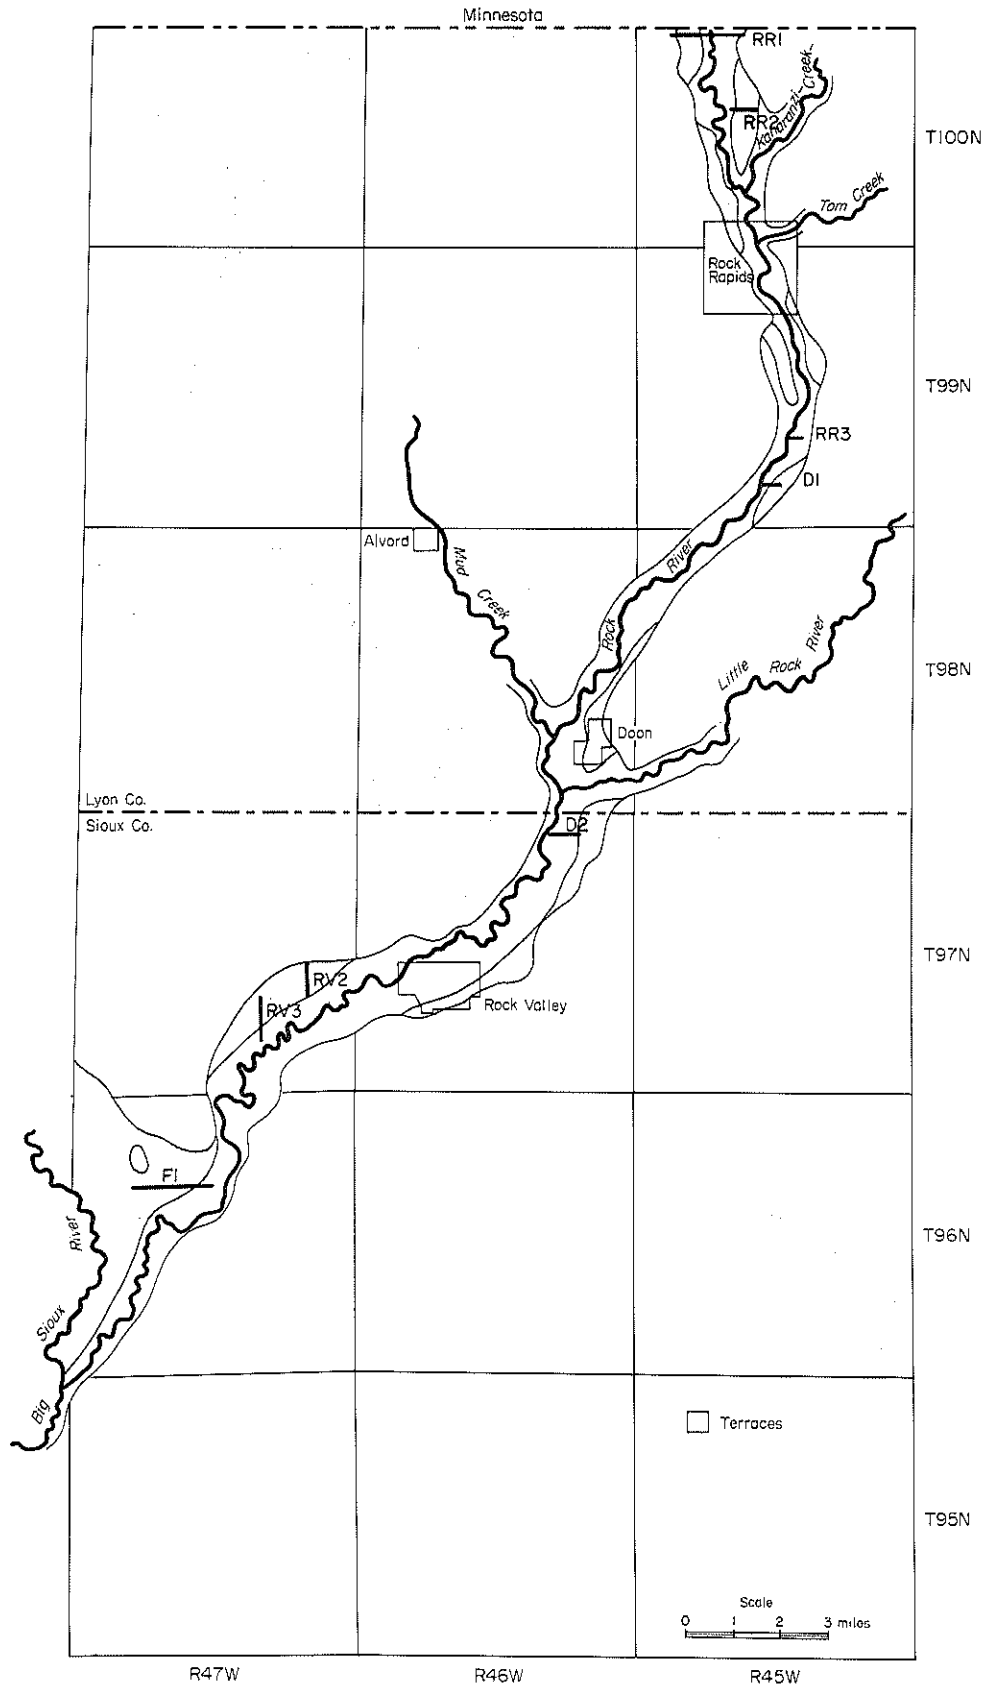 Minnesota
RR1
RR2
Kanaranzi Creek
T100N
Tom Creek
Rock
Rapids
T99N
RR3
D1
Alvord
Mud Creek
Rock River
Little Rock River
T98N
Doon
Lyon Co.
Sioux Co.
D2
T97N
RV2
RV3
Rock Valley
F1
Big Sioux River
T96N
Terraces
T95N
Scale
0 1 2 3 miles
R47W R46W R45W